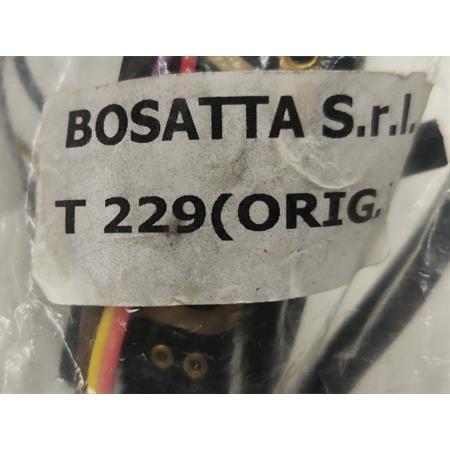 BOSATTA S.r.l.
T 229(ORIG.)